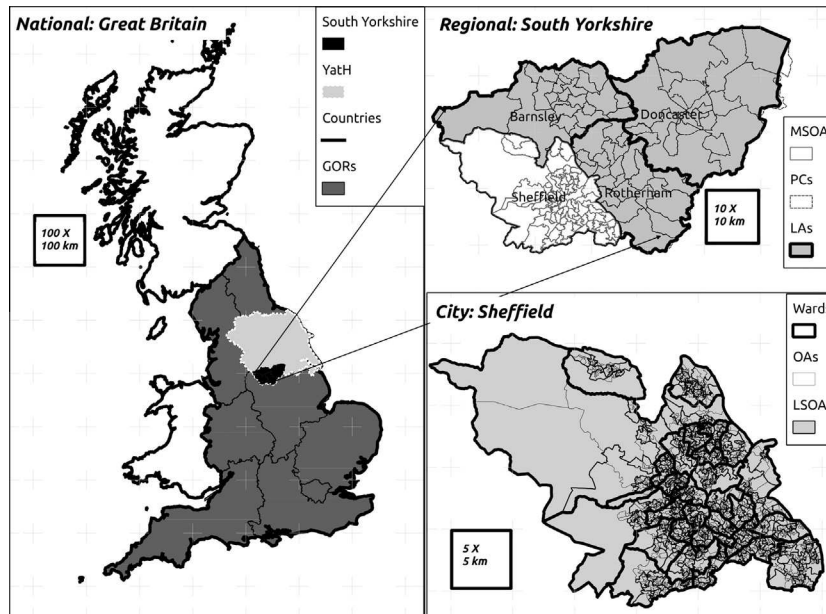 National: Great Britain
South Yorkshire
YatH
Countries
GORs
100 X
100 km
Regional: South Yorkshire
Barnsley
Doncaster
Sheffield
Rotherham
MSOA
PCs
LAs
10 X
10 km
City: Sheffield
Ward
OAs
LSOA
5 X
5 km